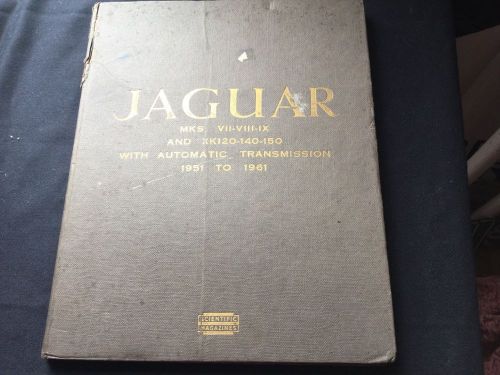 JAGUAR
MKS VII-VIII-IX
AND XK120-140-150
WITH AUTOMATIC TRANSMISSION
1951 TO 1961
SCIENTIFIC
MAGAZINES